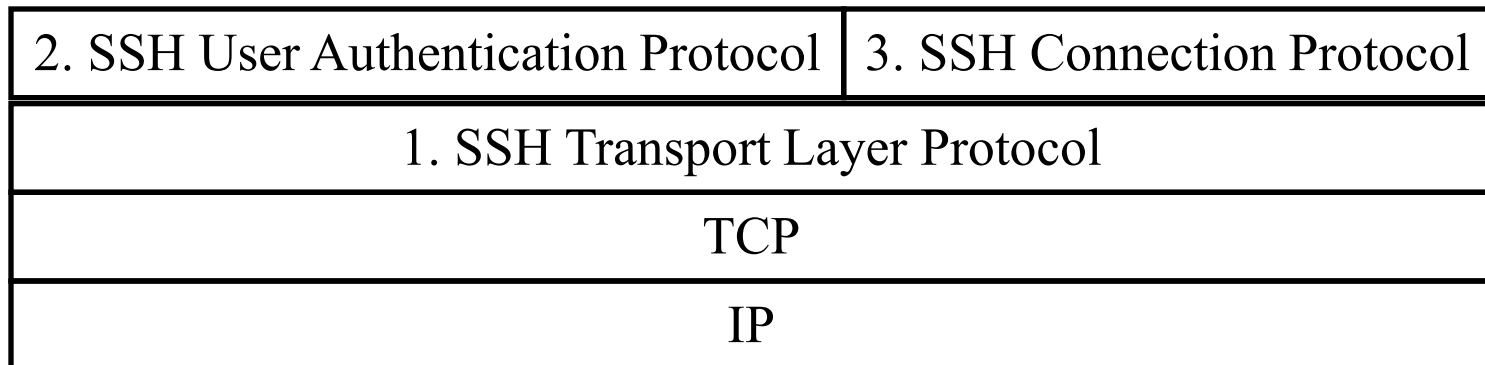 2. SSH User Authentication Protocol
3. SSH Connection Protocol
1. SSH Transport Layer Protocol
TCP
IP